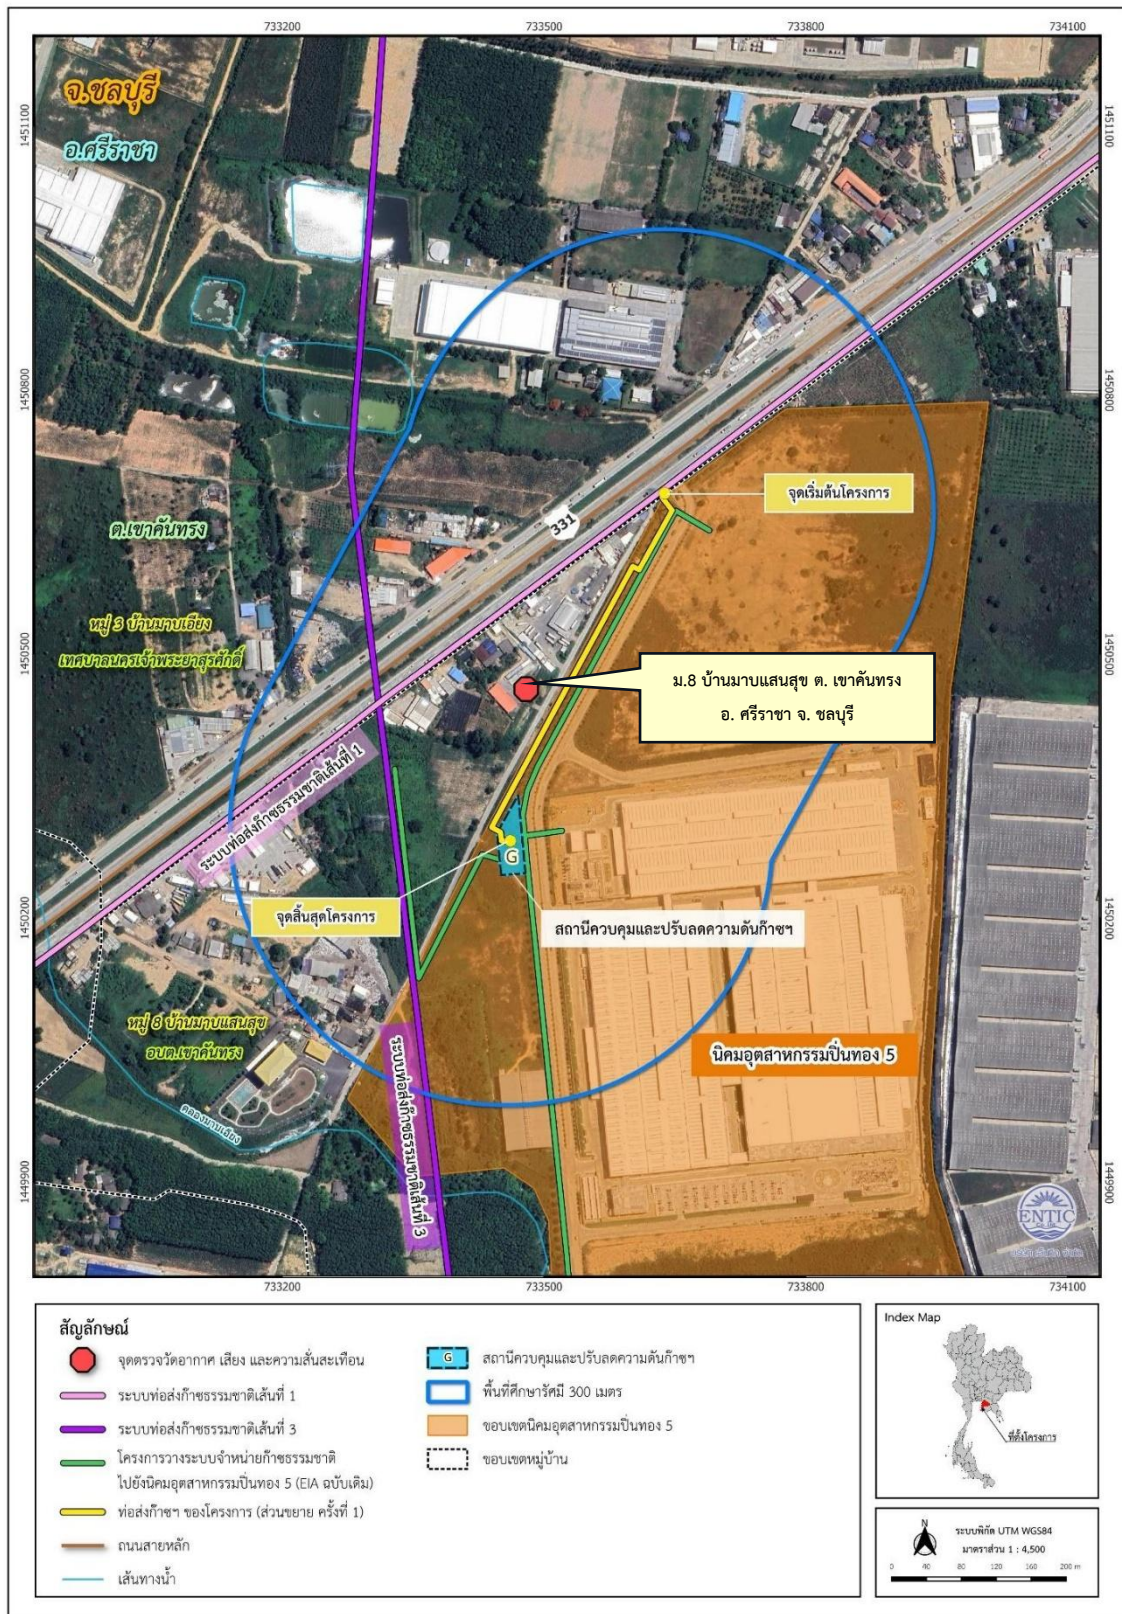 733200 733500 733800 734100
1451100 1451100
จ.ชลบุรี
อ.ศรีราชา
1450800 1450800
จุดเริ่มต้นโครงการ
331
ต.เขาคันทรง
หมู่ 3 บ้านมาบเอียง
เทศบาลนครเจ้าพระยาสุรศักดิ์
1450500 1450500
ม.8 บ้านมาบแสนสุข ต. เขาคันทรง
อ. ศรีราชา จ. ชลบุรี
ระบบท่อส่งก๊าซธรรมชาติเส้นที่ 1
G
1450200 1450200
จุดสิ้นสุดโครงการ
สถานีควบคุมและปรับลดความดันก๊าซฯ
หมู่ 8 บ้านมาบแสนสุข
อบต.เขาคันทรง
นิคมอุตสาหกรรมปิ่นทอง 5
ระบบท่อส่งก๊าซธรรมชาติเส้นที่ 3
คลองมาบเอียง
1449900 1449900
ENTIC
733200 733500 733800 734100
สัญลักษณ์
จุดตรวจวัดอากาศ เสียง และความสั่นสะเทือน
ระบบท่อส่งก๊าซธรรมชาติเส้นที่ 1
ระบบท่อส่งก๊าซธรรมชาติเส้นที่ 3
โครงการวางระบบจำหน่ายก๊าซธรรมชาติ
ไปยังนิคมอุตสาหกรรมปิ่นทอง 5 (EIA ฉบับเดิม)
ท่อส่งก๊าซฯ ของโครงการ (ส่วนขยาย ครั้งที่ 1)
ถนนสายหลัก
เส้นทางน้ำ
G สถานีควบคุมและปรับลดความดันก๊าซฯ
พื้นที่ศึกษารัศมี 300 เมตร
ขอบเขตนิคมอุตสาหกรรมปิ่นทอง 5
ขอบเขตหมู่บ้าน
Index Map
ที่ตั้งโครงการ
N
ระบบพิกัด UTM WGS84
มาตราส่วน 1 : 4,500
0 40 80 120 160 200 m